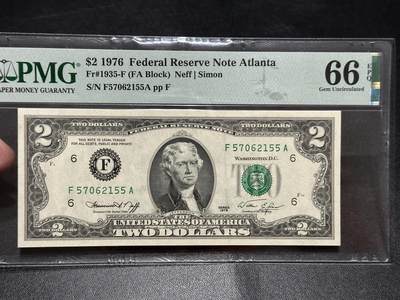 $2 1976 Federal Reserve Note Atlanta
Fr#1935-F (FA Block) Neff | Simon
S/N F57062155A pp F
PMG
PAPER MONEY GUARANTY
66 EPQ
Gem Uncirculated
2 TWO DOLLARS 2
THIS NOTE IS LEGAL TENDER
FOR ALL DEBTS, PUBLIC AND PRIVATE
F 57062155 A
WASHINGTON, D.C.
6 F 6
F 57062155 A
6 6
SERIES
1976
THE
UNITED STATES
OF AMERICA
2 TWO DOLLARS 2